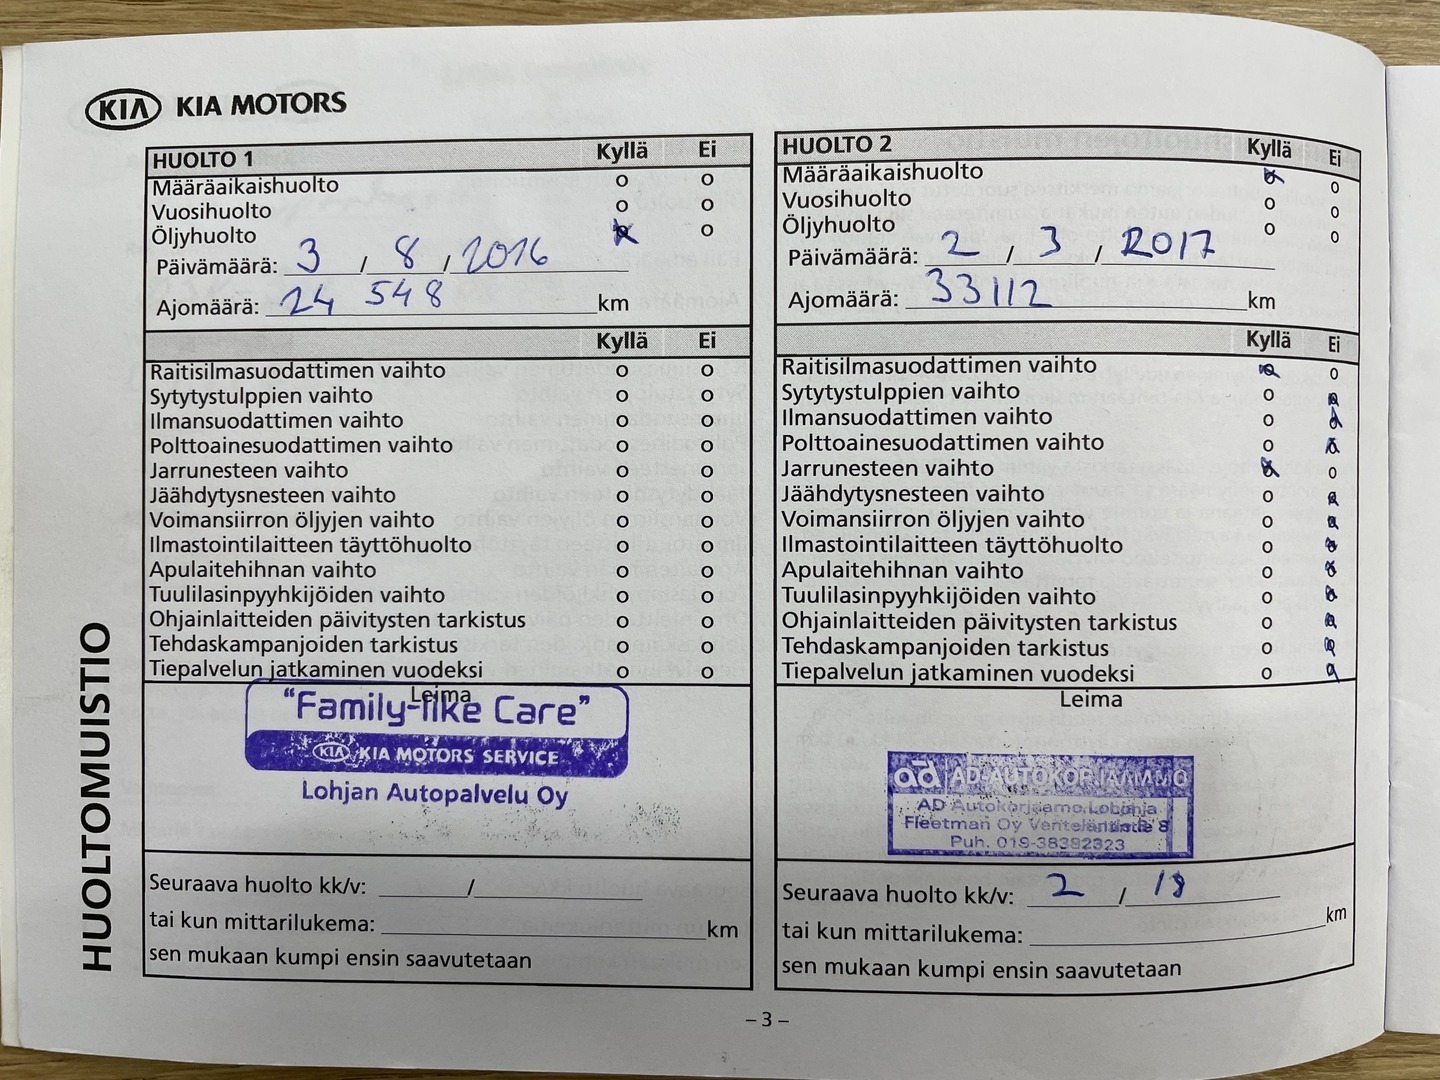 KIA KIA MOTORS
HUOLTOMUISTIO
HUOLTO 1 Kyllä Ei
Määräaikaishuolto o o
Vuosihuolto o o
Öljyhuolto x o
Päivämäärä: 3 / 8 / 2016
Ajomäärä: 24 548 km
Kyllä Ei
Raitisilmasuodattimen vaihto o o
Sytytystulppien vaihto o o
Ilmansuodattimen vaihto o o
Polttoainesuodattimen vaihto o o
Jarrunesteen vaihto o o
Jäähdytysnesteen vaihto o o
Voimansiirron öljyjen vaihto o o
Ilmastointilaitteen täyttöhuolto o o
Apulaitehihnan vaihto o o
Tuulilasinpyyhkijöiden vaihto o o
Ohjainlaitteiden päivitysten tarkistus o o
Tehdaskampanjoiden tarkistus o o
Tiepalvelun jatkaminen vuodeksi o o
Leima
"Family-like Care"
KIA KIA MOTORS SERVICE
Lohjan Autopalvelu Oy
Seuraava huolto kk/v: /
tai kun mittarilukema: km
sen mukaan kumpi ensin saavutetaan
HUOLTO 2 Kyllä Ei
Määräaikaishuolto x o
Vuosihuolto o o
Öljyhuolto o o
Päivämäärä: 2 / 3 / 2017
Ajomäärä: 33112 km
Kyllä Ei
Raitisilmasuodattimen vaihto x o
Sytytystulppien vaihto o x
Ilmansuodattimen vaihto o x
Polttoainesuodattimen vaihto o x
Jarrunesteen vaihto x o
Jäähdytysnesteen vaihto o x
Voimansiirron öljyjen vaihto o x
Ilmastointilaitteen täyttöhuolto o x
Apulaitehihnan vaihto o x
Tuulilasinpyyhkijöiden vaihto o x
Ohjainlaitteiden päivitysten tarkistus o x
Tehdaskampanjoiden tarkistus o x
Tiepalvelun jatkaminen vuodeksi o x
Leima
ad AD-AUTOKORJAAMO
AD Autokorjaamo Lohja
Fleetman Oy 8
Puh. 019-38392323
Seuraava huolto kk/v: 2 / 18
tai kun mittarilukema: km
sen mukaan kumpi ensin saavutetaan
– 3 –